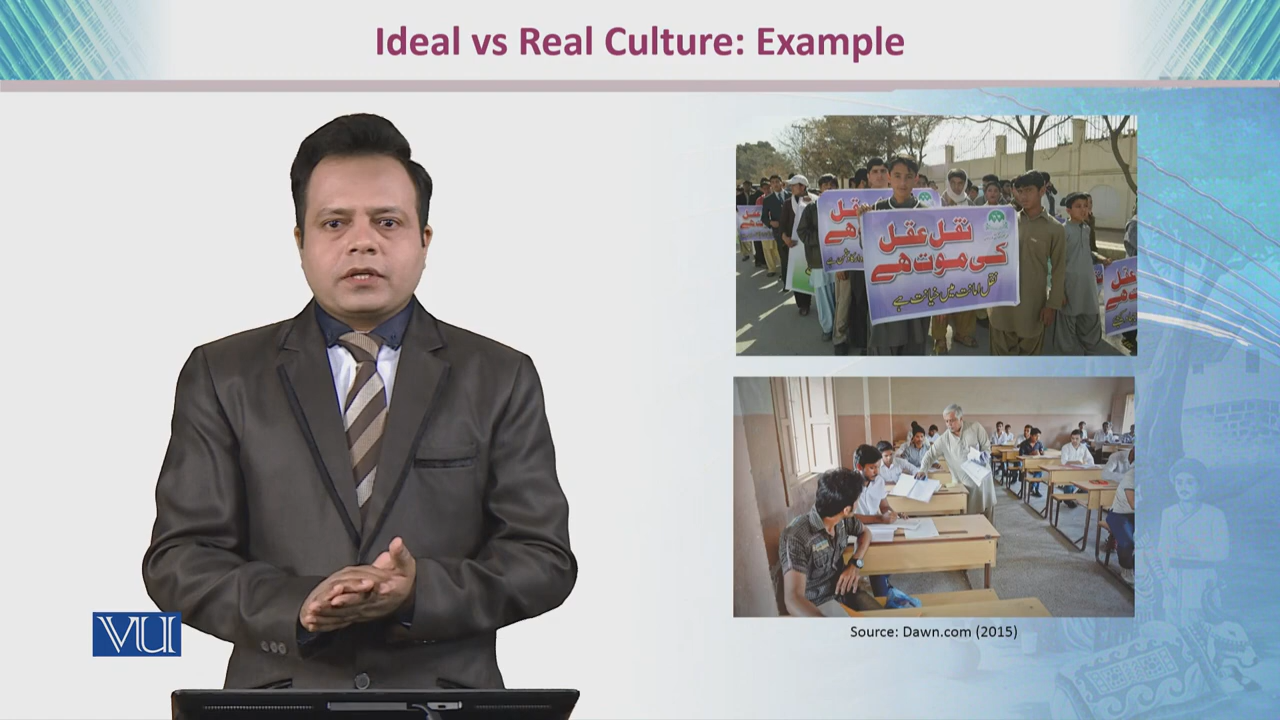 Ideal vs Real Culture: Example
نقل عقل
کی موت ہے
نقل امانت میں خیانت ہے
Source: Dawn.com (2015)
VU